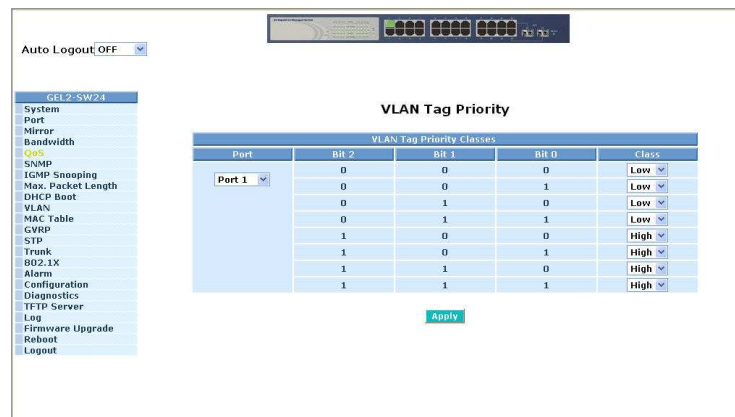 Auto Logout OFF
GEL2-SW24
System
Port
Mirror
Bandwidth
QoS
SNMP
IGMP Snooping
Max. Packet Length
DHCP Boot
VLAN
MAC Table
GVRP
STP
Trunk
802.1X
Alarm
Configuration
Diagnostics
TFTP Server
Log
Firmware Upgrade
Reboot
Logout
VLAN Tag Priority
VLAN Tag Priority Classes
Port Bit 2 Bit 1 Bit 0 Class
Port 1
0 0 0 Low
0 0 1 Low
0 1 0 Low
0 1 1 Low
1 0 0 High
1 0 1 High
1 1 0 High
1 1 1 High
Apply